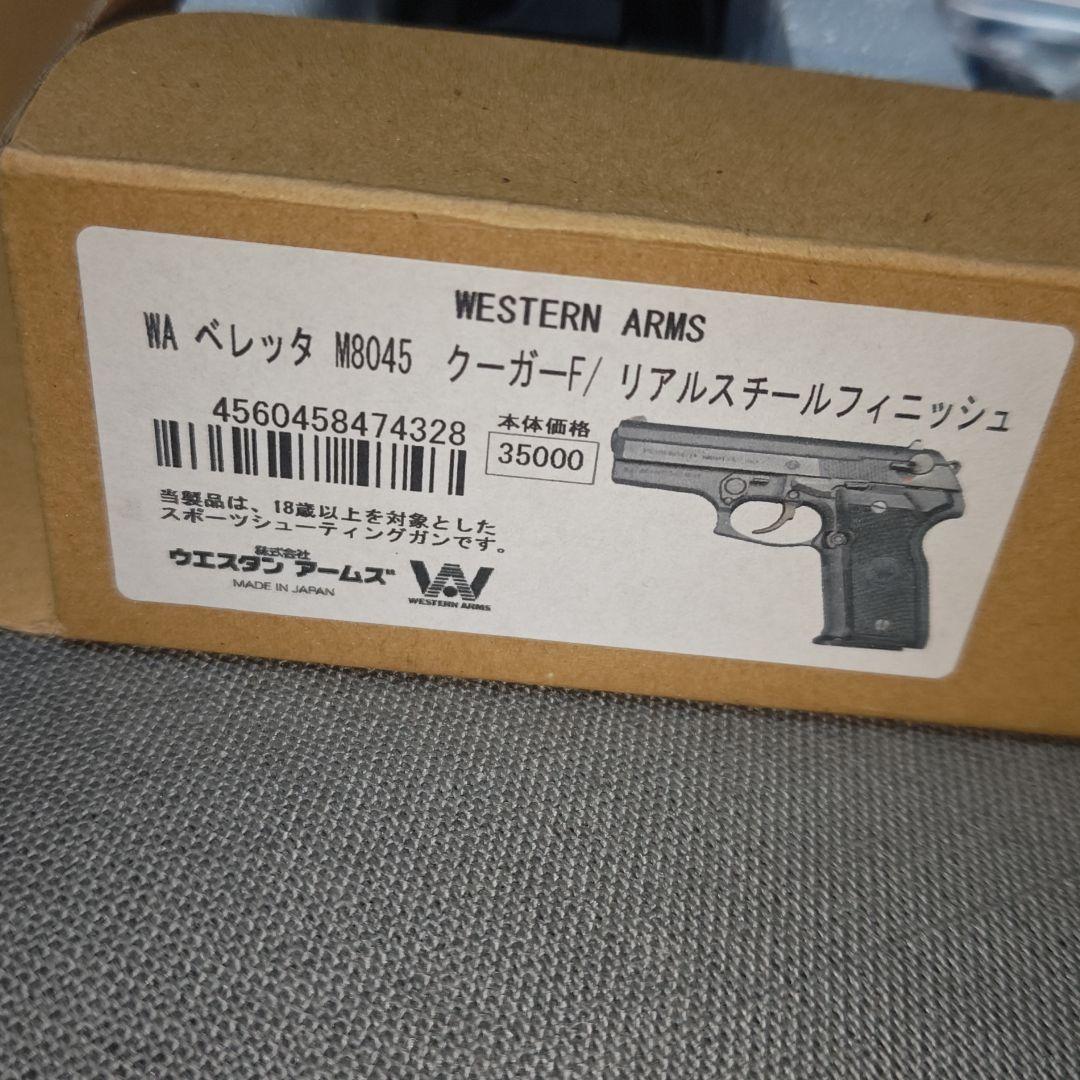 WESTERN ARMS
WA ベレッタ M8045 クーガーF/ リアルスチールフィニッシュ
4560458474328
本体価格
35000
当製品は、18歳以上を対象とした
スポーツシューティングガンです。
株式会社
ウエスタン アームズ
MADE IN JAPAN
WA
WESTERN ARMS